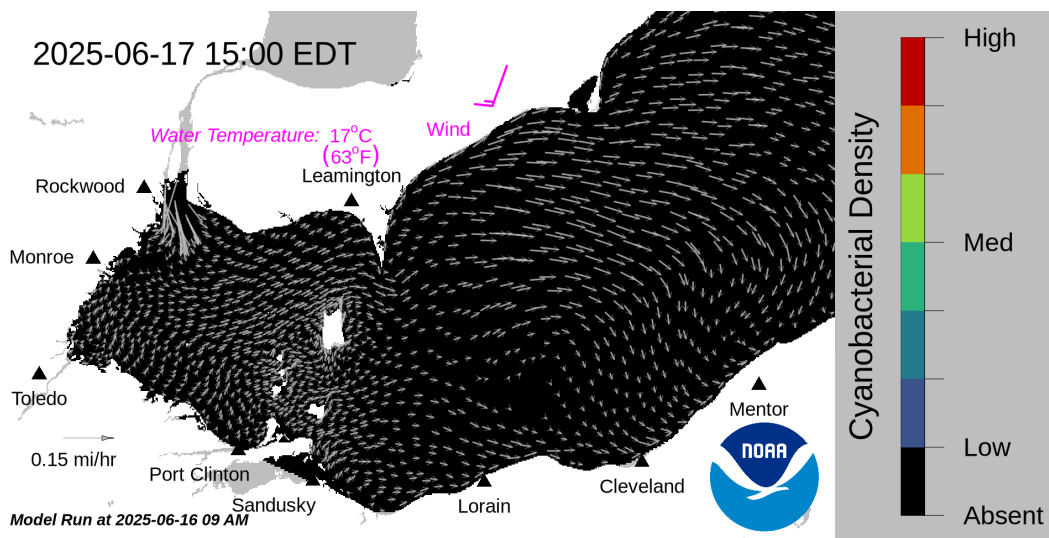 2025-06-17 15:00 EDT
Water Temperature: 17°C
(63°F)
Wind
Leamington
Rockwood
Monroe
Toledo
0.15 mi/hr
Port Clinton
Sandusky
Lorain
Cleveland
Mentor
NOAA
Model Run at 2025-06-16 09 AM
Cyanobacterial Density
High
Med
Low
Absent